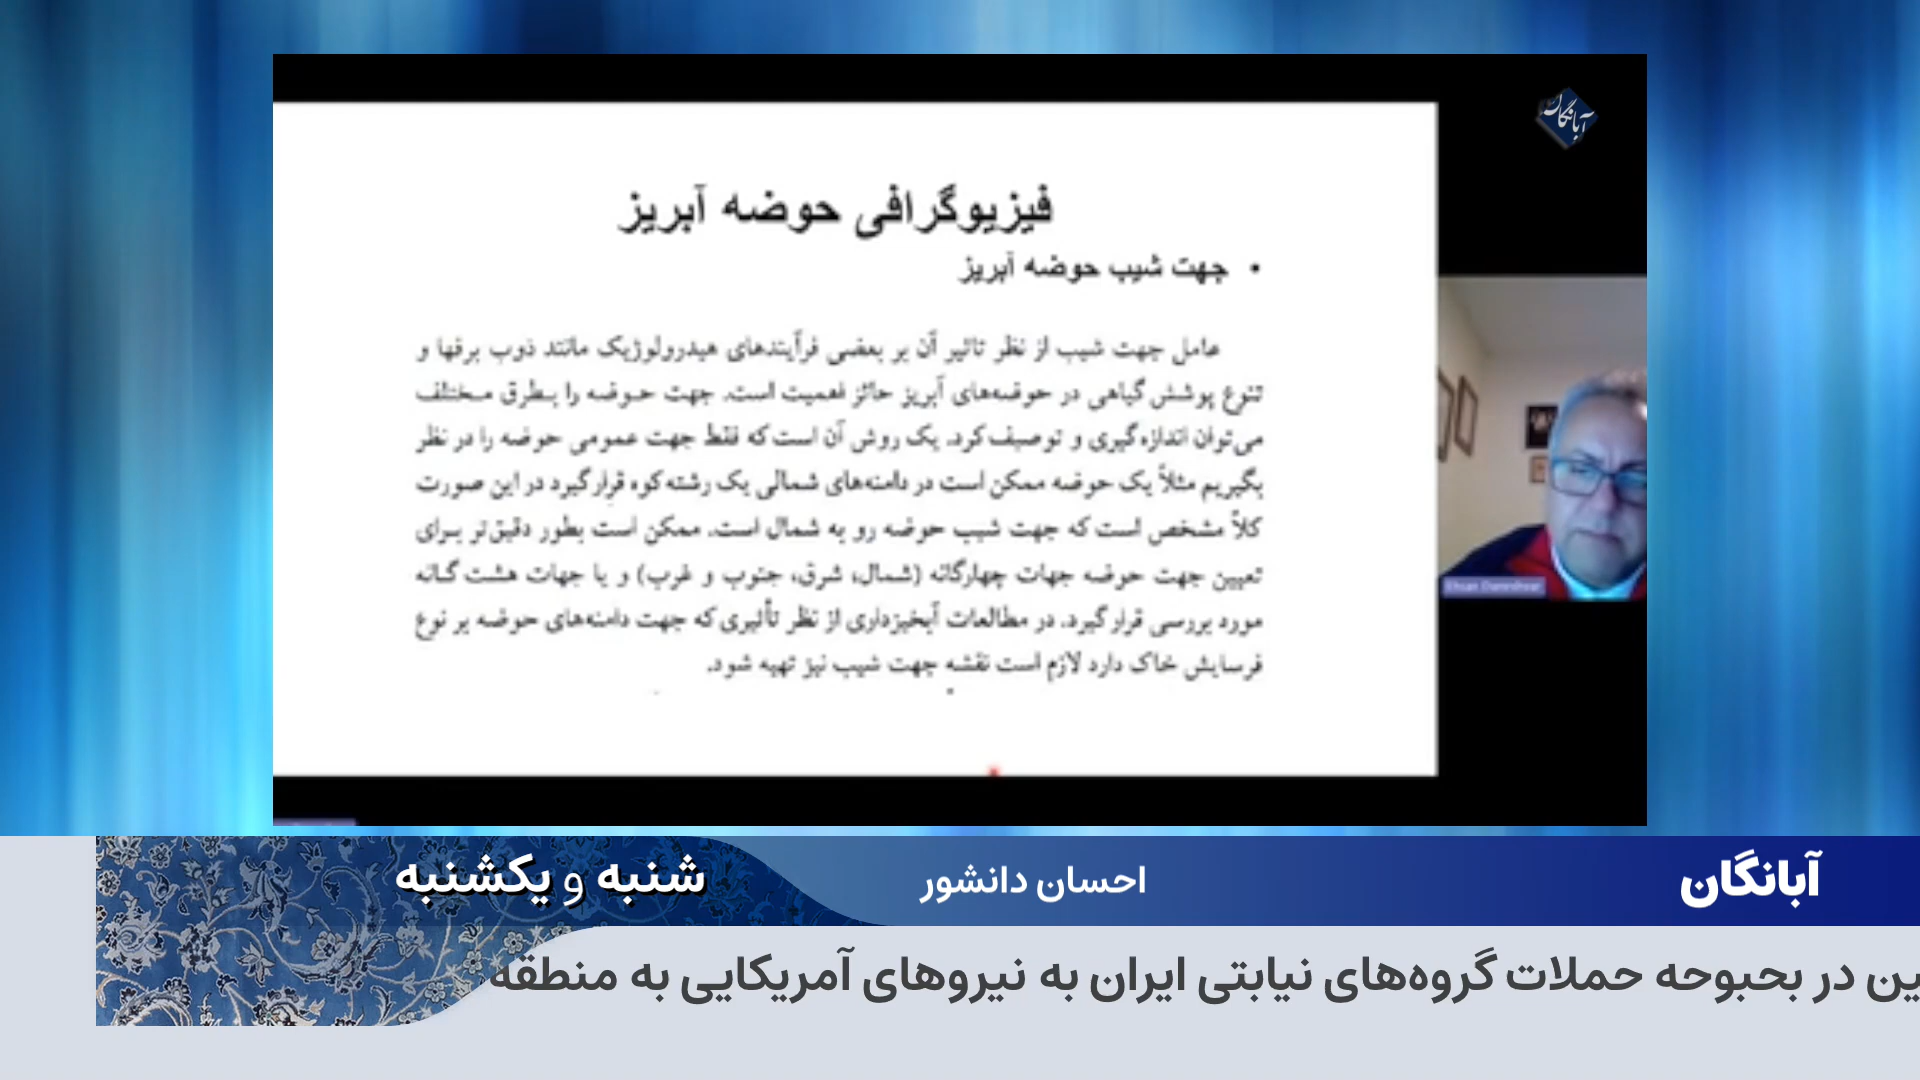 آبانگان
فیزیوگرافی حوضه آبریز
• جهت شیب حوضه آبریز
عامل جهت شیب از نظر تاثیر آن بر بعضی فرآیندهای هیدرولوژیک مانند ذوب برفها و
تنوع پوشش گیاهی در حوضه‌های آبریز حائز اهمیت است. جهت حوضه را بطرق مختلف
می‌توان اندازه‌گیری و توصیف کرد. یک روش آن است که فقط جهت عمومی حوضه را در نظر
بگیریم مثلاً یک حوضه ممکن است در دامنه‌های شمالی یک رشته کوه قرار گیرد در این صورت
کلاً مشخص است که جهت شیب حوضه رو به شمال است. ممکن است بطور دقیق‌تر برای
تعیین جهت حوضه جهات چهارگانه (شمال، شرق، جنوب و غرب) و یا جهات هشت گانه
مورد بررسی قرار گیرد. در مطالعات آبخیزداری از نظر تأثیری که جهت دامنه‌های حوضه بر نوع
فرسایش خاک دارد لازم است نقشه جهت شیب نیز تهیه شود.
Ehsan Daneshvar
آبانگان
احسان دانشور
شنبه و یکشنبه
ین در بحبوحه حملات گروه‌های نیابتی ایران به نیروهای آمریکایی به منطقه